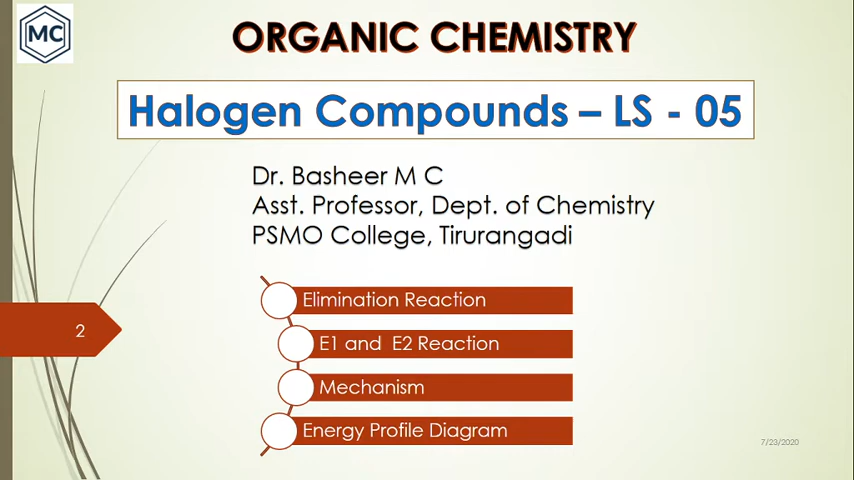 MC
ORGANIC CHEMISTRY
Halogen Compounds – LS - 05
Dr. Basheer M C
Asst. Professor, Dept. of Chemistry
PSMO College, Tirurangadi
Elimination Reaction
E1 and E2 Reaction
2
Mechanism
Energy Profile Diagram
7/23/2020